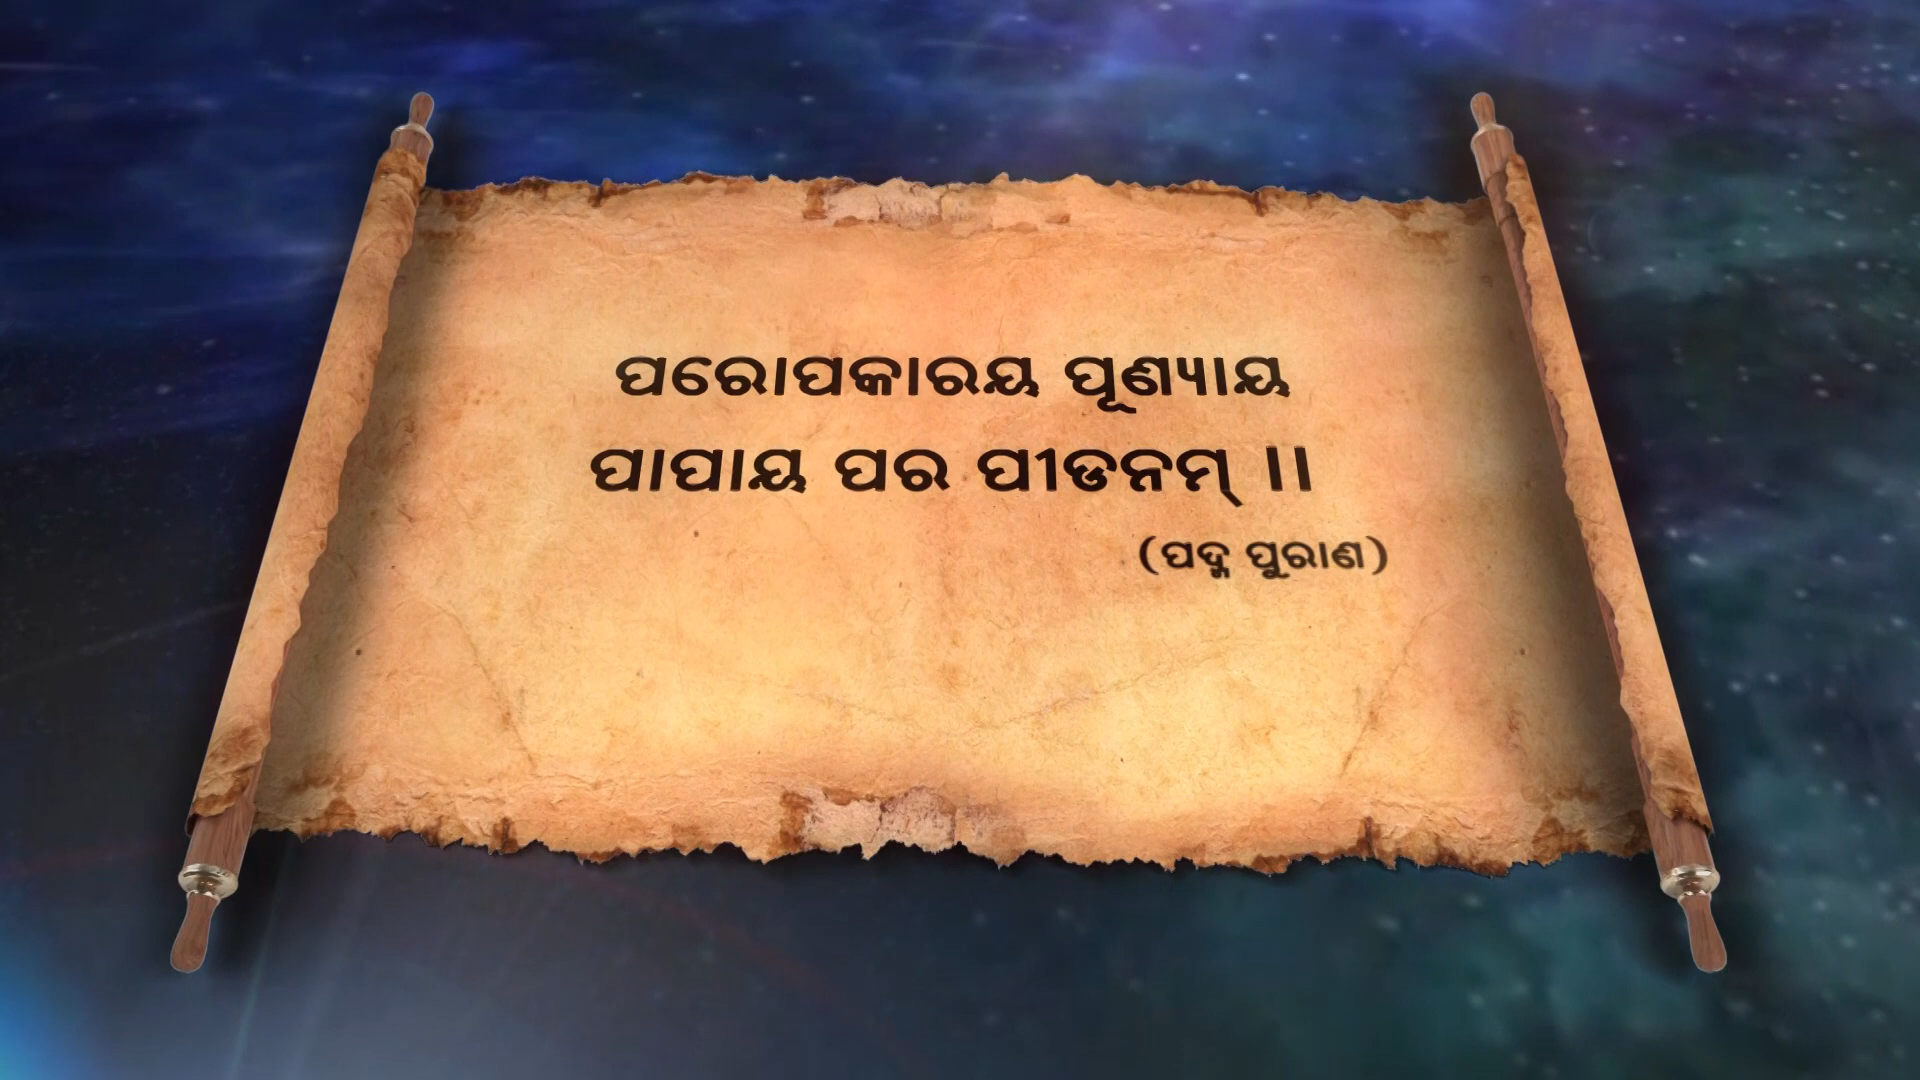 ପରୋପକାରୟ ପୂଣ୍ୟାୟ
ପାପାୟ ପର ପୀଡନମ୍ ।।
(ପଦ୍ମ ପୁରାଣ)